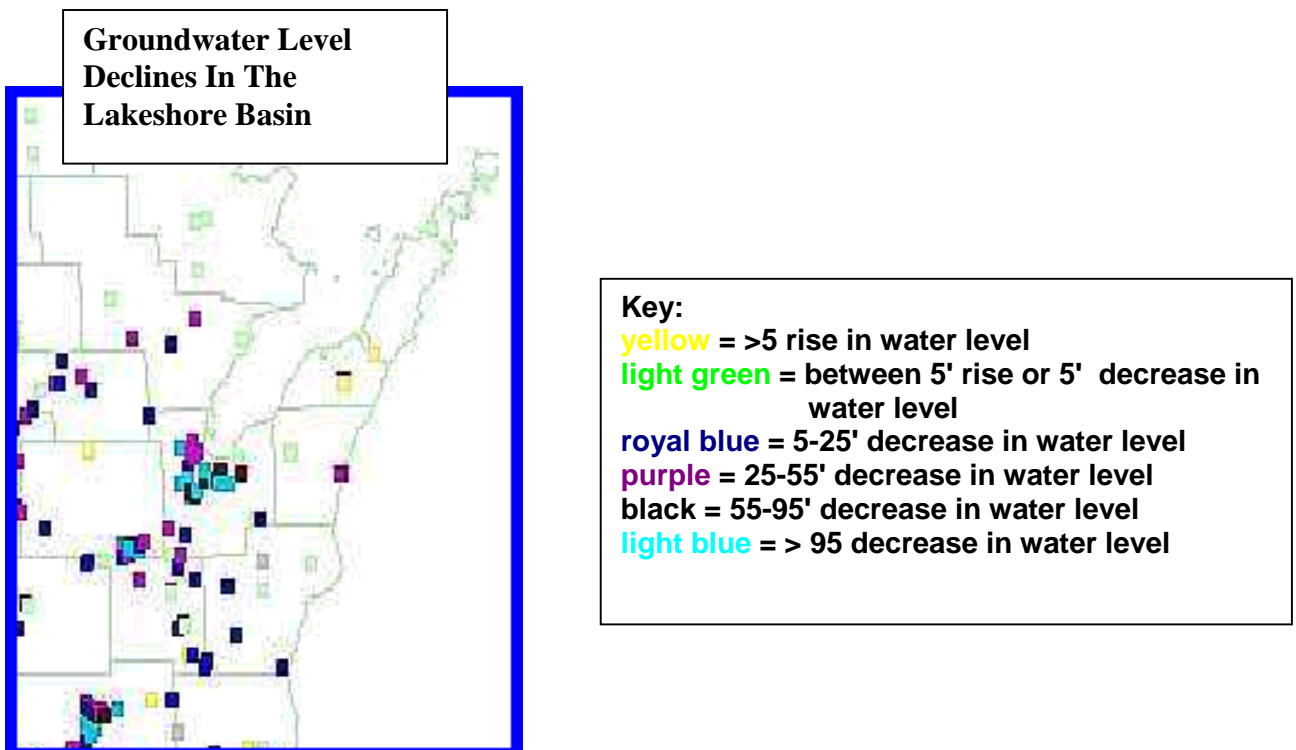 Groundwater Level
Declines In The
Lakeshore Basin
Key:
yellow = >5 rise in water level
light green = between 5' rise or 5' decrease in
water level
royal blue = 5-25' decrease in water level
purple = 25-55' decrease in water level
black = 55-95' decrease in water level
light blue = > 95 decrease in water level